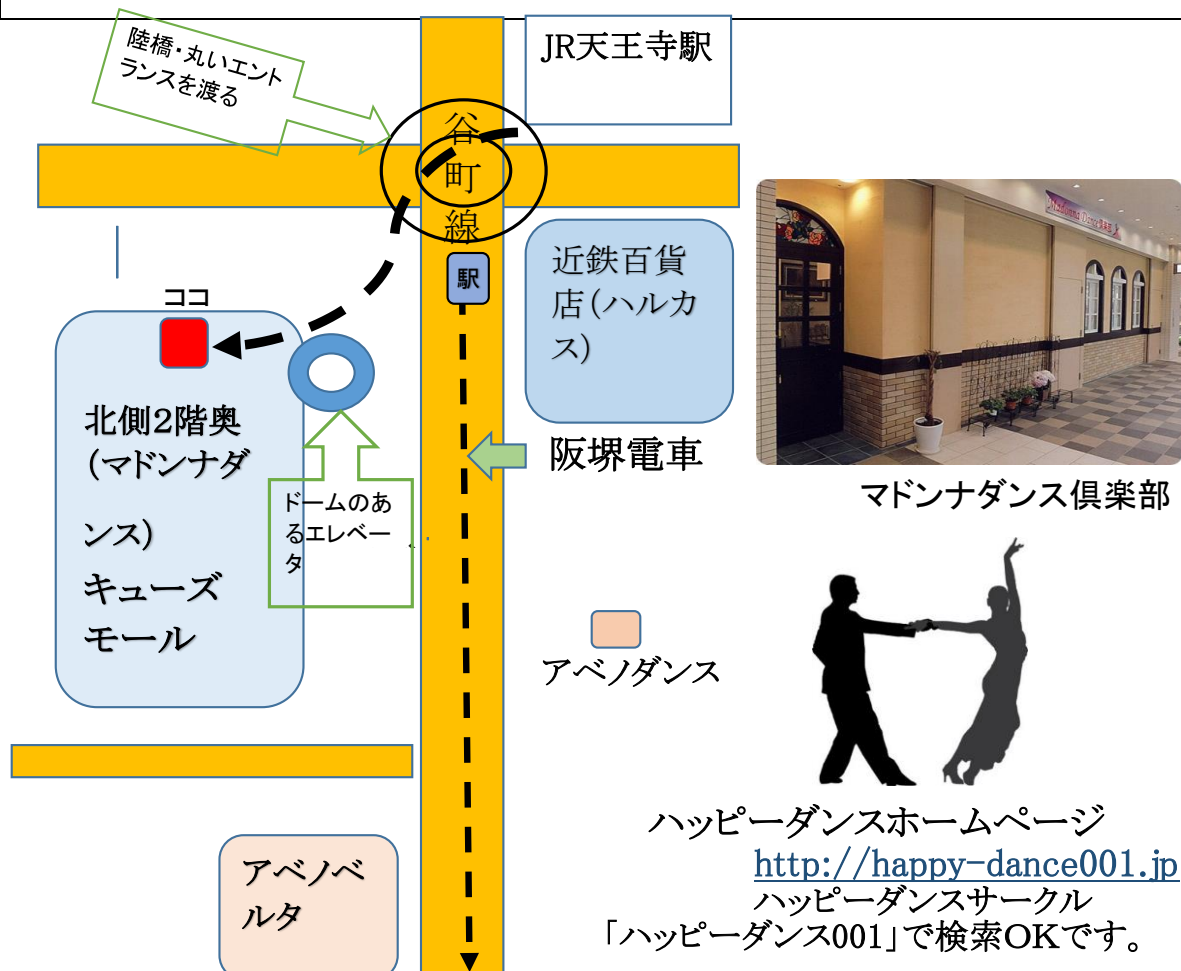 陸橋・丸いエント
ランスを渡る
JR天王寺駅
谷
町
線
駅
近鉄百貨
店(ハルカ
ス)
ココ
北側2階奥
(マドンナダ
ンス)
キューズ
モール
ドームのあ
るエレベー
タ
阪堺電車
Madonna Dance 倶楽部
マドンナダンス倶楽部
アベノダンス
アベノベ
ルタ
ハッピーダンスホームページ
http://happy-dance001.jp
ハッピーダンスサークル
「ハッピーダンス001」で検索OKです。